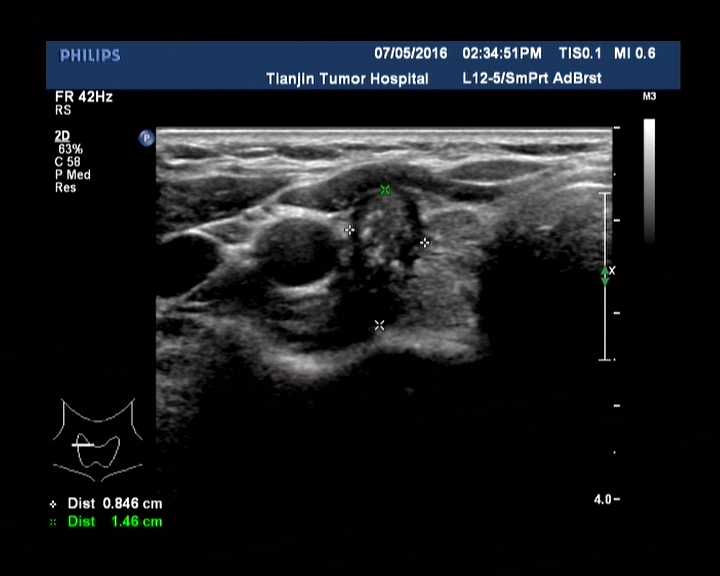 PHILIPS
07/05/2016 02:34:51PM TIS0.1 MI 0.6
Tianjin Tumor Hospital L12-5/SmPrt AdBrst
FR 42Hz
RS
M3
2D
63%
C 58
P Med
Res
P
X
4.0
Dist 0.846 cm
Dist 1.46 cm